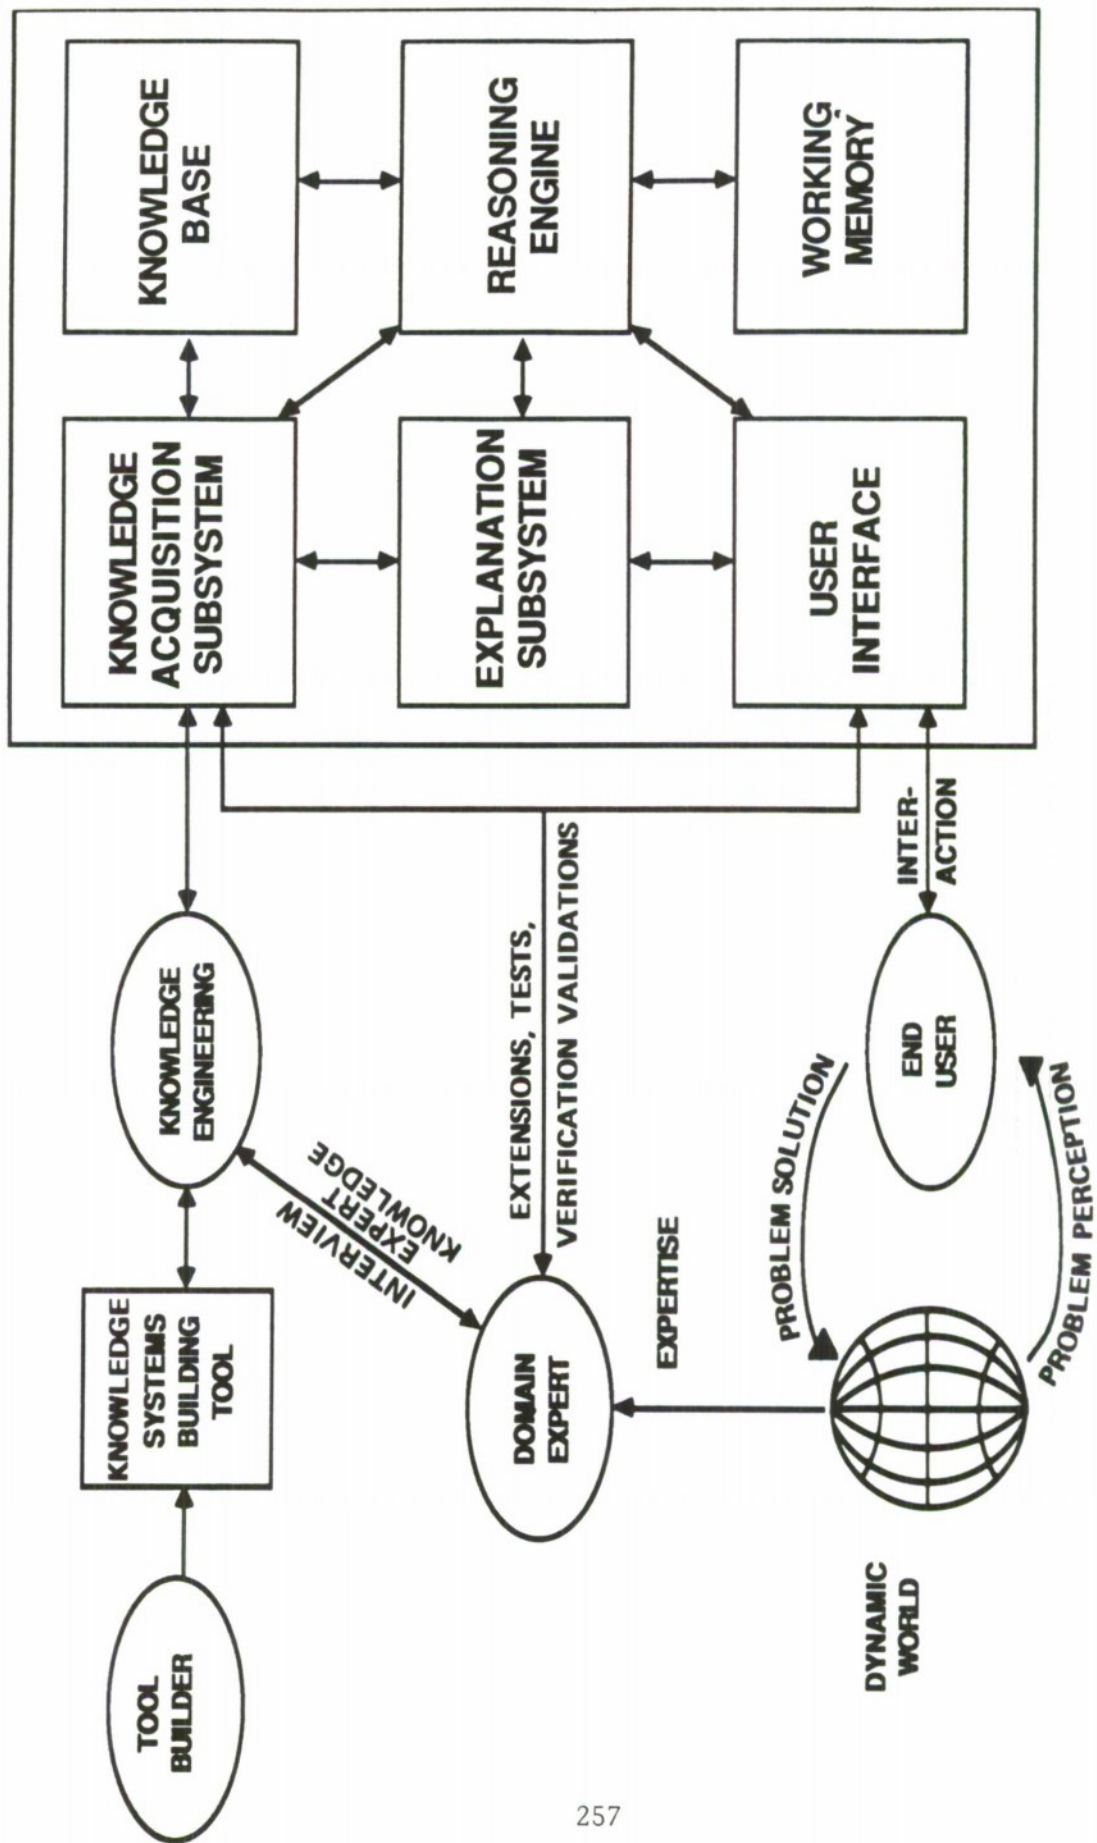 TOOL
BUILDER
KNOWLEDGE
SYSTEMS
BUILDING
TOOL
KNOWLEDGE
ENGINEERING
KNOWLEDGE
ACQUISITION
SUBSYSTEM
KNOWLEDGE
BASE
INTERVIEW
EXPERT
KNOWLEDGE
DOMAIN
EXPERT
EXTENSIONS, TESTS,
VERIFICATION VALIDATIONS
EXPLANATION
SUBSYSTEM
REASONING
ENGINE
EXPERTISE
DYNAMIC
WORLD
PROBLEM SOLUTION
PROBLEM PERCEPTION
END
USER
INTER-
ACTION
USER
INTERFACE
WORKING
MEMORY
257